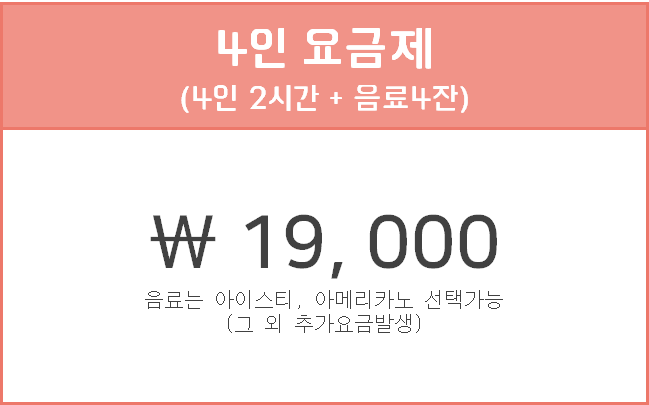 4인 요금제
(4인 2시간 + 음료4잔)
₩ 19,000
음료는 아이스티, 아메리카노 선택가능
(그 외 추가요금발생)